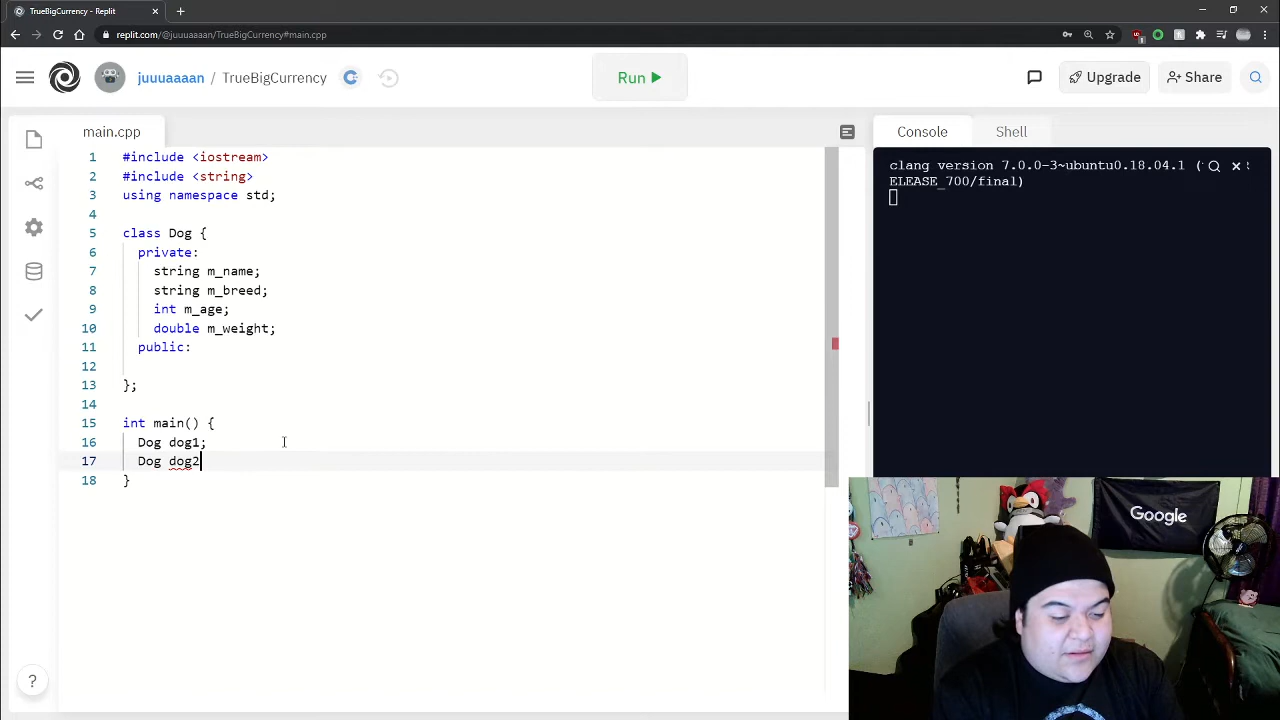 TrueBigCurrency - Replit
replit.com/@juuuaaaan/TrueBigCurrency#main.cpp
juuuaaaan / TrueBigCurrency
Run
Upgrade
Share
main.cpp
Console
Shell
1 #include <iostream>
2 #include <string>
3 using namespace std;
4
5 class Dog {
6 private:
7 string m_name;
8 string m_breed;
9 int m_age;
10 double m_weight;
11 public:
12
13 };
14
15 int main() {
16 Dog dog1;
17 Dog dog2
18 }
clang version 7.0.0-3~ubuntu0.18.04.1 (
ELEASE_700/final)
Google
?